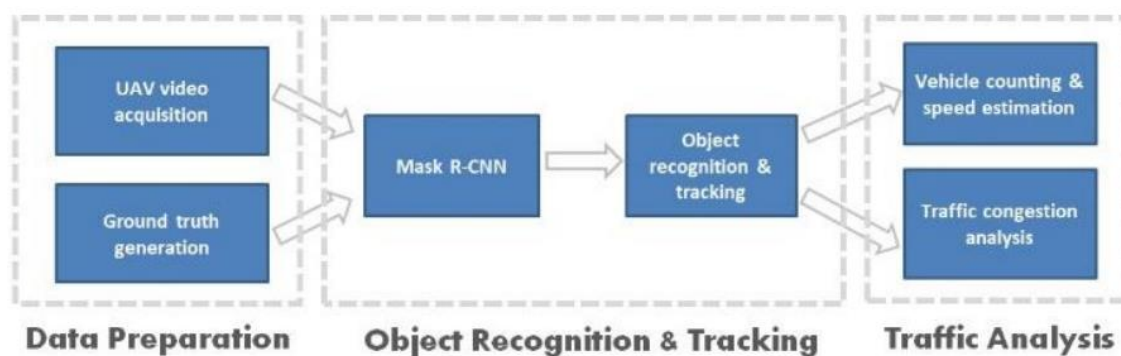 UAV video
acquisition
Ground truth
generation
Data Preparation
Mask R-CNN
Object
recognition &
tracking
Object Recognition & Tracking
Vehicle counting &
speed estimation
Traffic congestion
analysis
Traffic Analysis